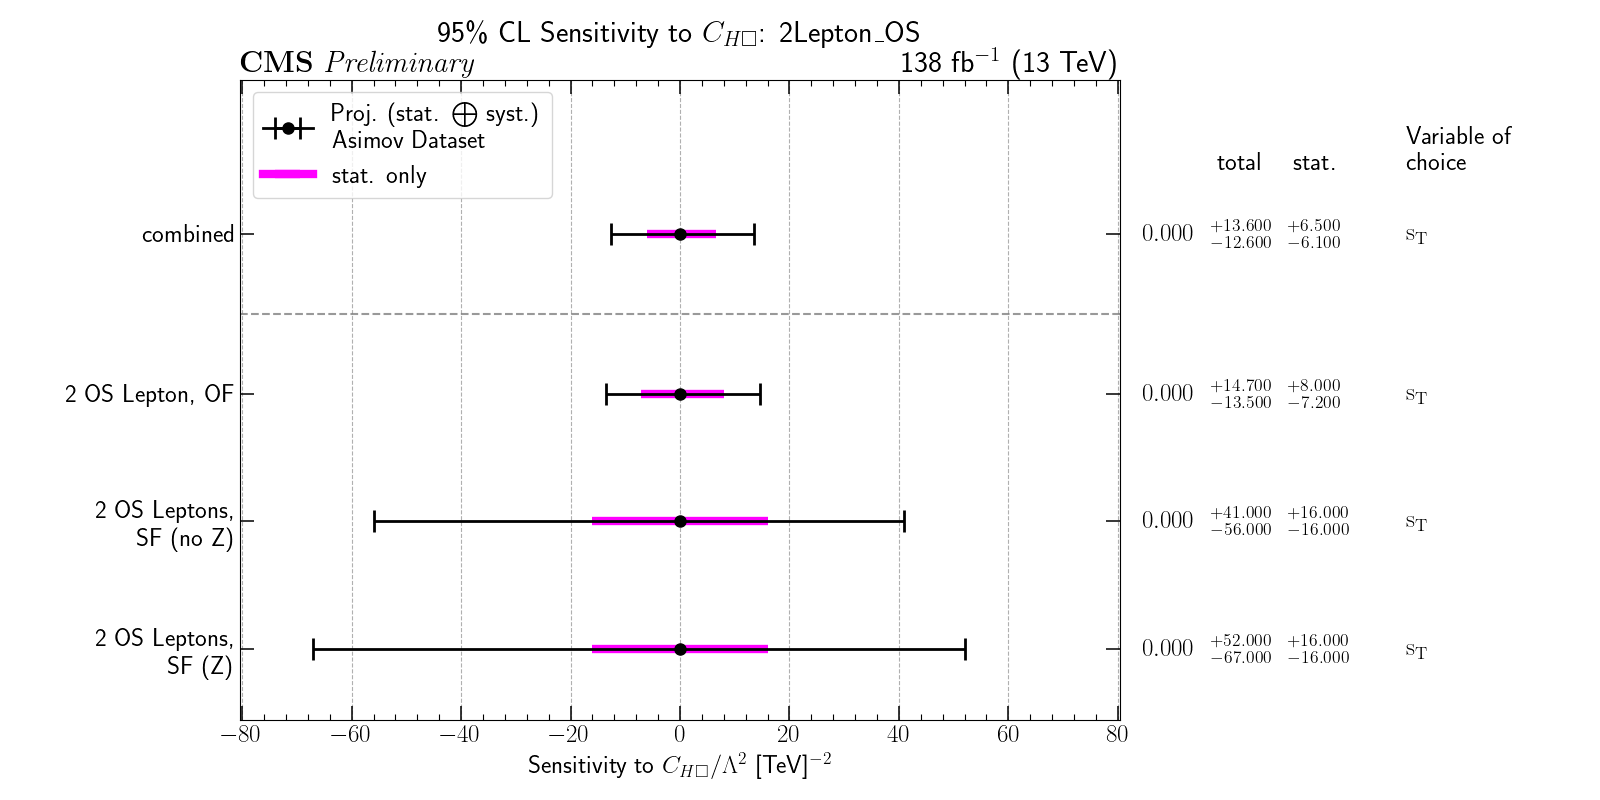 95% CL Sensitivity to C_{H□}: 2Lepton_OS
CMS Preliminary
138 fb⁻¹ (13 TeV)
Proj. (stat. ⨁ syst.)
Asimov Dataset
stat. only
total stat. Variable of
choice
combined 0.000 +13.600 −12.600 +6.500 −6.100 s_T
2 OS Lepton, OF 0.000 +14.700 −13.500 +8.000 −7.200 s_T
2 OS Leptons,
SF (no Z) 0.000 +41.000 −56.000 +16.000 −16.000 s_T
2 OS Leptons,
SF (Z) 0.000 +52.000 −67.000 +16.000 −16.000 s_T
−80 −60 −40 −20 0 20 40 60 80
Sensitivity to C_{H□}/Λ² [TeV]⁻²